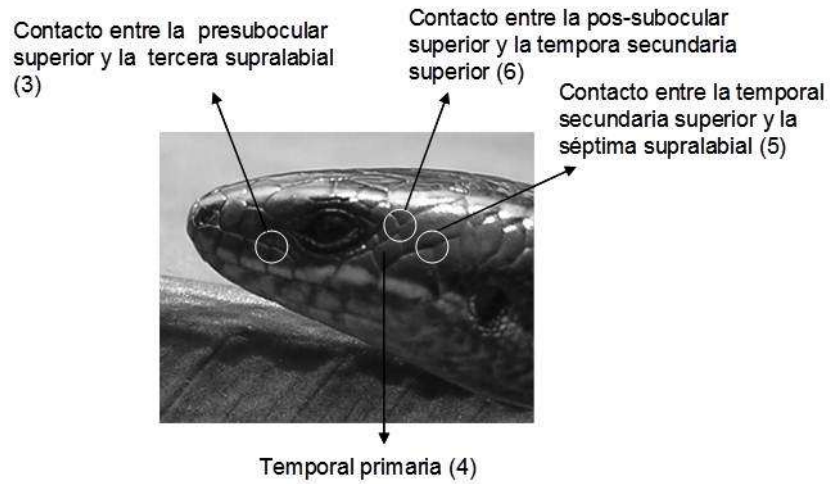 Contacto entre la presubocular
superior y la tercera supralabial
(3)
Contacto entre la pos-subocular
superior y la tempora secundaria
superior (6)
Contacto entre la temporal
secundaria superior y la
séptima supralabial (5)
Temporal primaria (4)